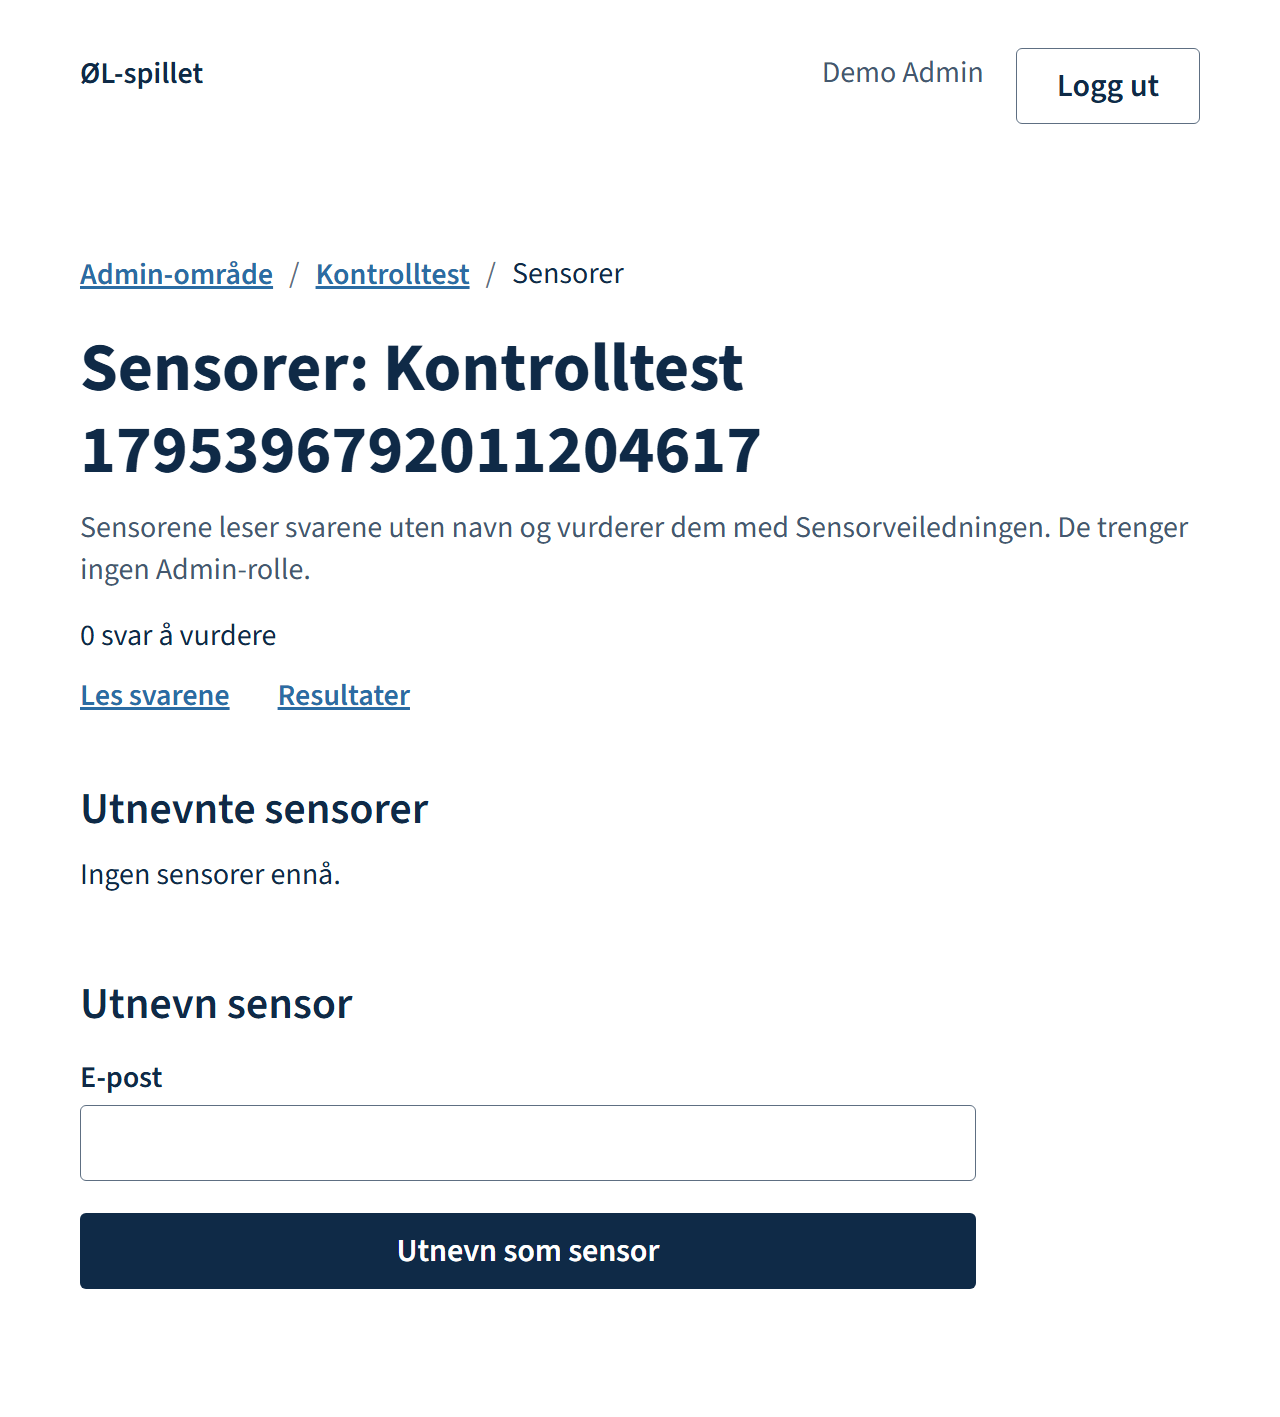 ØL-spillet
Demo Admin
Logg ut
Admin-område / Kontrolltest / Sensorer
Sensorer: Kontrolltest
1795396792011204617
Sensorene leser svarene uten navn og vurderer dem med Sensorveiledningen. De trenger
ingen Admin-rolle.
0 svar å vurdere
Les svarene Resultater
Utnevnte sensorer
Ingen sensorer ennå.
Utnevn sensor
E-post
Utnevn som sensor